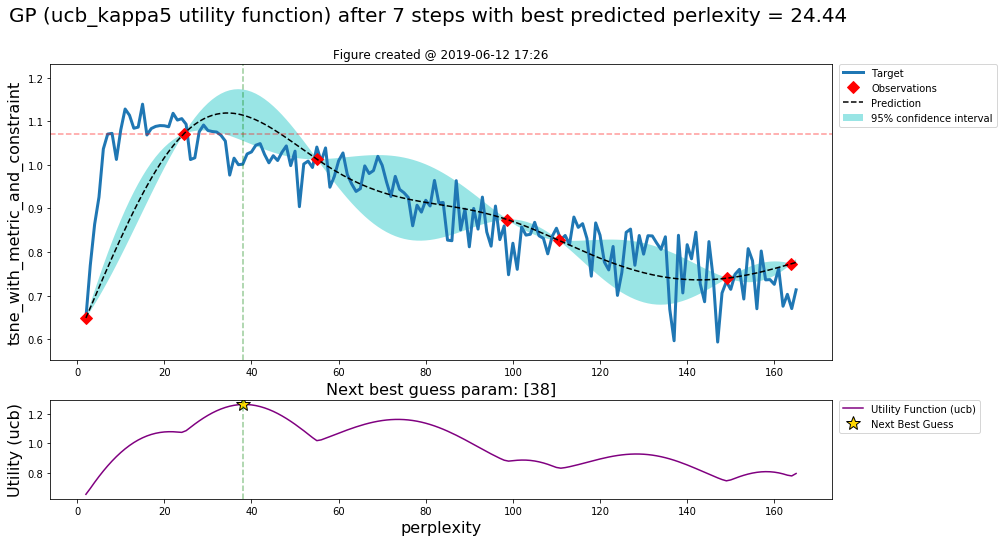 GP (ucb_kappa5 utility function) after 7 steps with best predicted perlexity = 24.44
Figure created @ 2019-06-12 17:26
tsne_with_metric_and_constraint
1.2
1.1
1.0
0.9
0.8
0.7
0.6
0 20 40 60 80 100 120 140 160
Target
Observations
Prediction
95% confidence interval
Next best guess param: [38]
Utility (ucb)
1.2
1.0
0.8
0 20 40 60 80 100 120 140 160
perplexity
Utility Function (ucb)
Next Best Guess